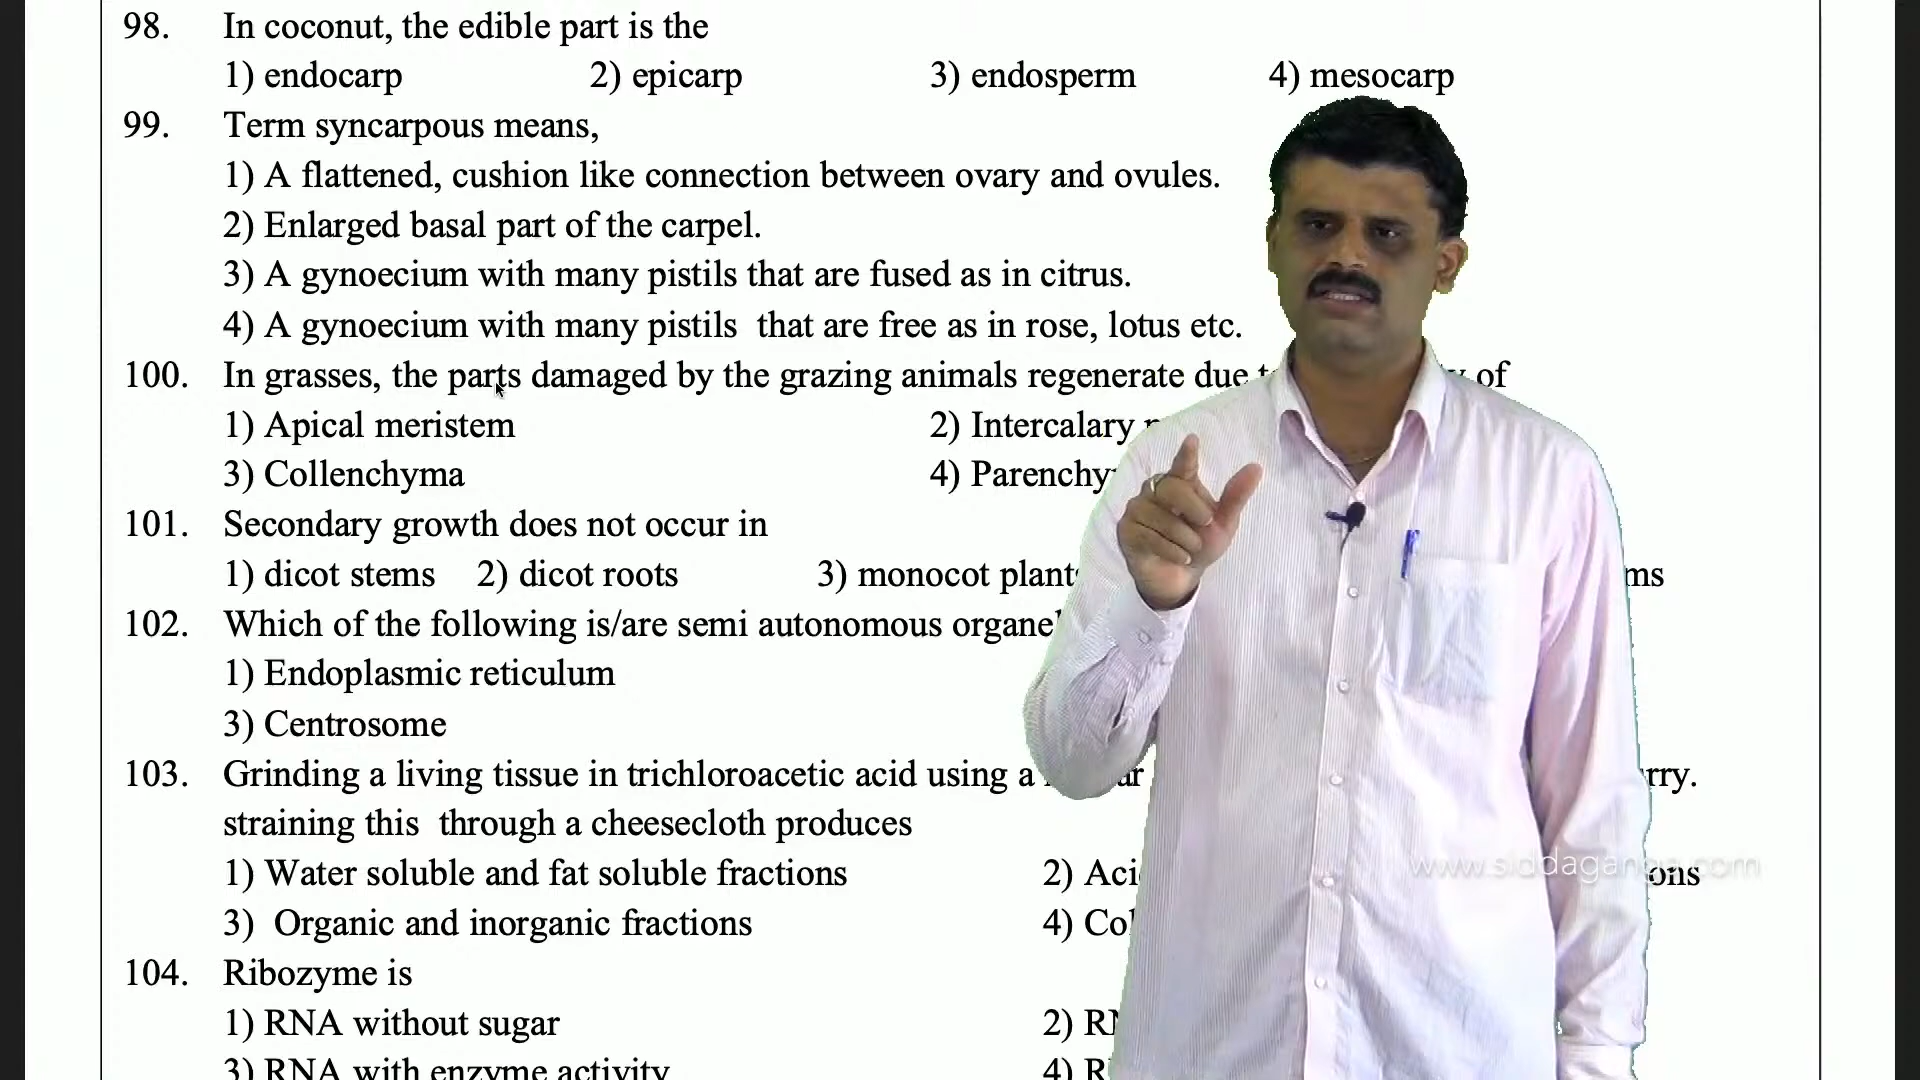 98. In coconut, the edible part is the
1) endocarp 2) epicarp 3) endosperm 4) mesocarp
99. Term syncarpous means,
1) A flattened, cushion like connection between ovary and ovules.
2) Enlarged basal part of the carpel.
3) A gynoecium with many pistils that are fused as in citrus.
4) A gynoecium with many pistils that are free as in rose, lotus etc.
100. In grasses, the parts damaged by the grazing animals regenerate due of
1) Apical meristem 2) Intercalary
3) Collenchyma 4)
101. Secondary growth does not occur in
1) dicot stems 2) dicot roots 3) monocot
102. Which of the following is/are semi autonomous
1) Endoplasmic reticulum
3) Centrosome
103. Grinding a living tissue in trichloroacetic acid using a
straining this through a cheesecloth produces
1) Water soluble and fat soluble fractions 2)
www.siddaganga.com
3) Organic and inorganic fractions 4)
104. Ribozyme is
1) RNA without sugar 2)
3) RNA with enzyme activity 4)